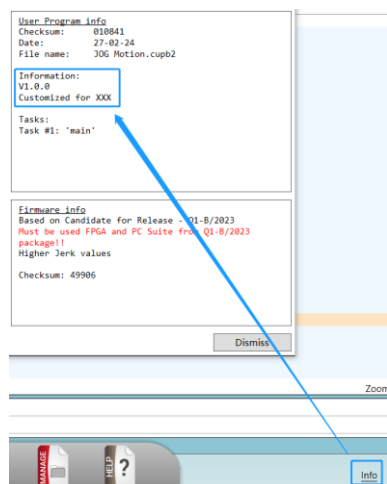 User Program info
Checksum: 010841
Date: 27-02-24
File name: JOG Motion.cupb2
Information:
V1.0.0
Customized for XXX
Tasks:
Task #1: 'main'
Firmware info
Based on Candidate for Release - Q1-B/2023
Must be used FPGA and PC Suite from Q1-B/2023
package!!
Higher Jerk values
Checksum: 49906
Dismiss
Zoom
MANAGE
HELP
?
Info